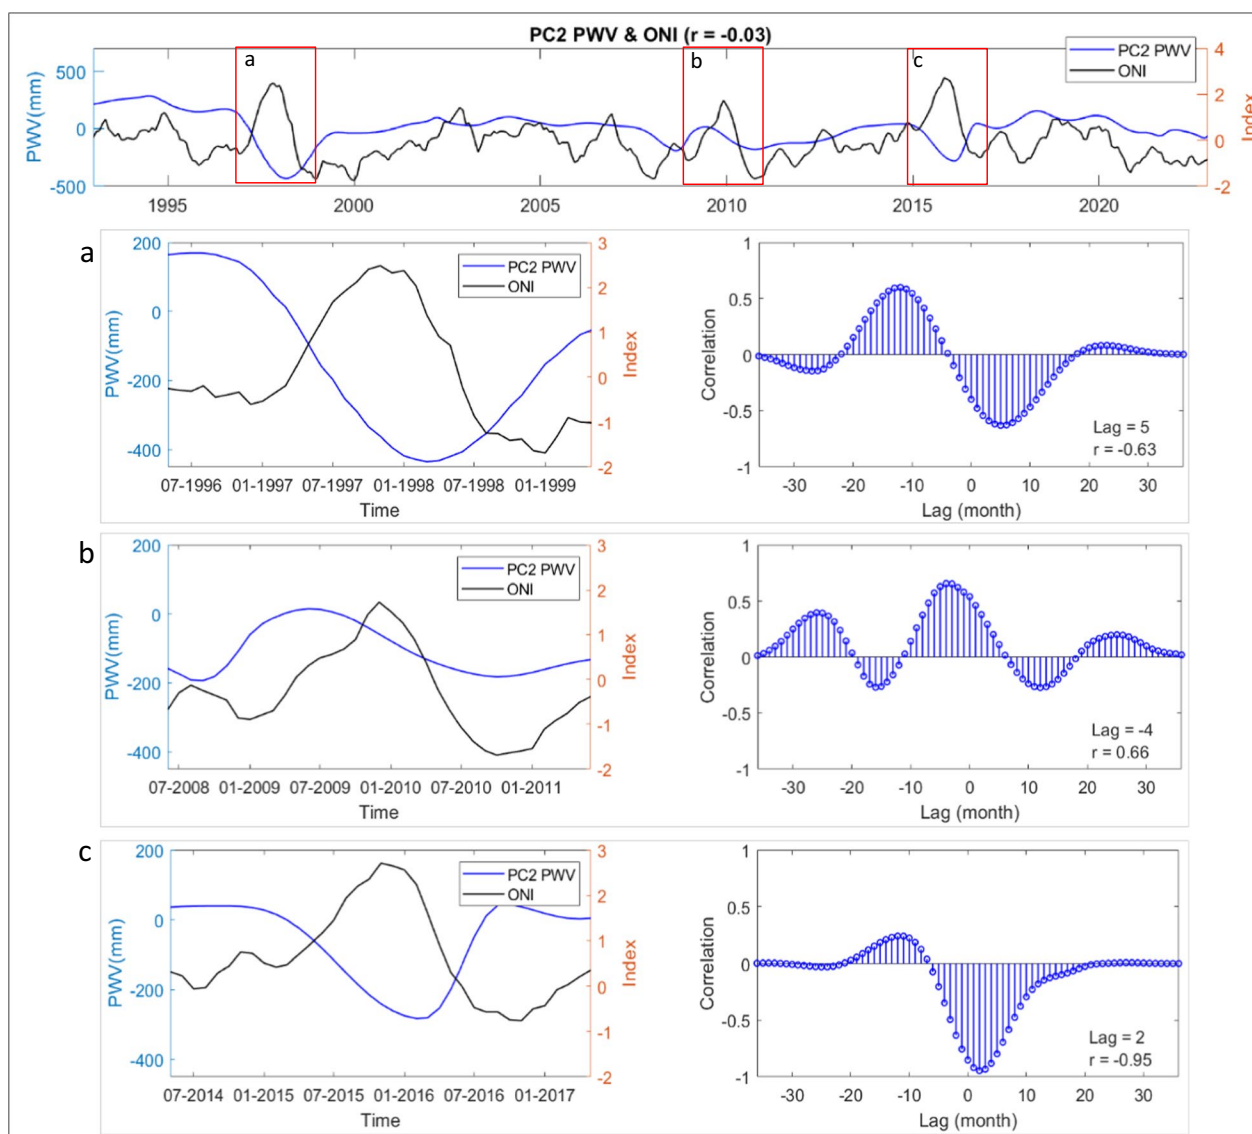 PC2 PWV & ONI (r = -0.03)
a
b
c
PC2 PWV
ONI
PWV(mm)
500
0
-500
4
2
0
-2
Index
1995 2000 2005 2010 2015 2020
a
200
0
-200
-400
PWV(mm)
PC2 PWV
ONI
3
2
1
0
-1
-2
Index
07-1996 01-1997 07-1997 01-1998 07-1998 01-1999
Time
1
0.5
0
-0.5
-1
Correlation
Lag = 5
r = -0.63
-30 -20 -10 0 10 20 30
Lag (month)
b
200
0
-200
-400
PWV(mm)
PC2 PWV
ONI
3
2
1
0
-1
-2
Index
07-2008 01-2009 07-2009 01-2010 07-2010 01-2011
Time
1
0.5
0
-0.5
-1
Correlation
Lag = -4
r = 0.66
-30 -20 -10 0 10 20 30
Lag (month)
c
200
0
-200
-400
PWV(mm)
PC2 PWV
ONI
3
2
1
0
-1
-2
Index
07-2014 01-2015 07-2015 01-2016 07-2016 01-2017
Time
1
0.5
0
-0.5
-1
Correlation
Lag = 2
r = -0.95
-30 -20 -10 0 10 20 30
Lag (month)